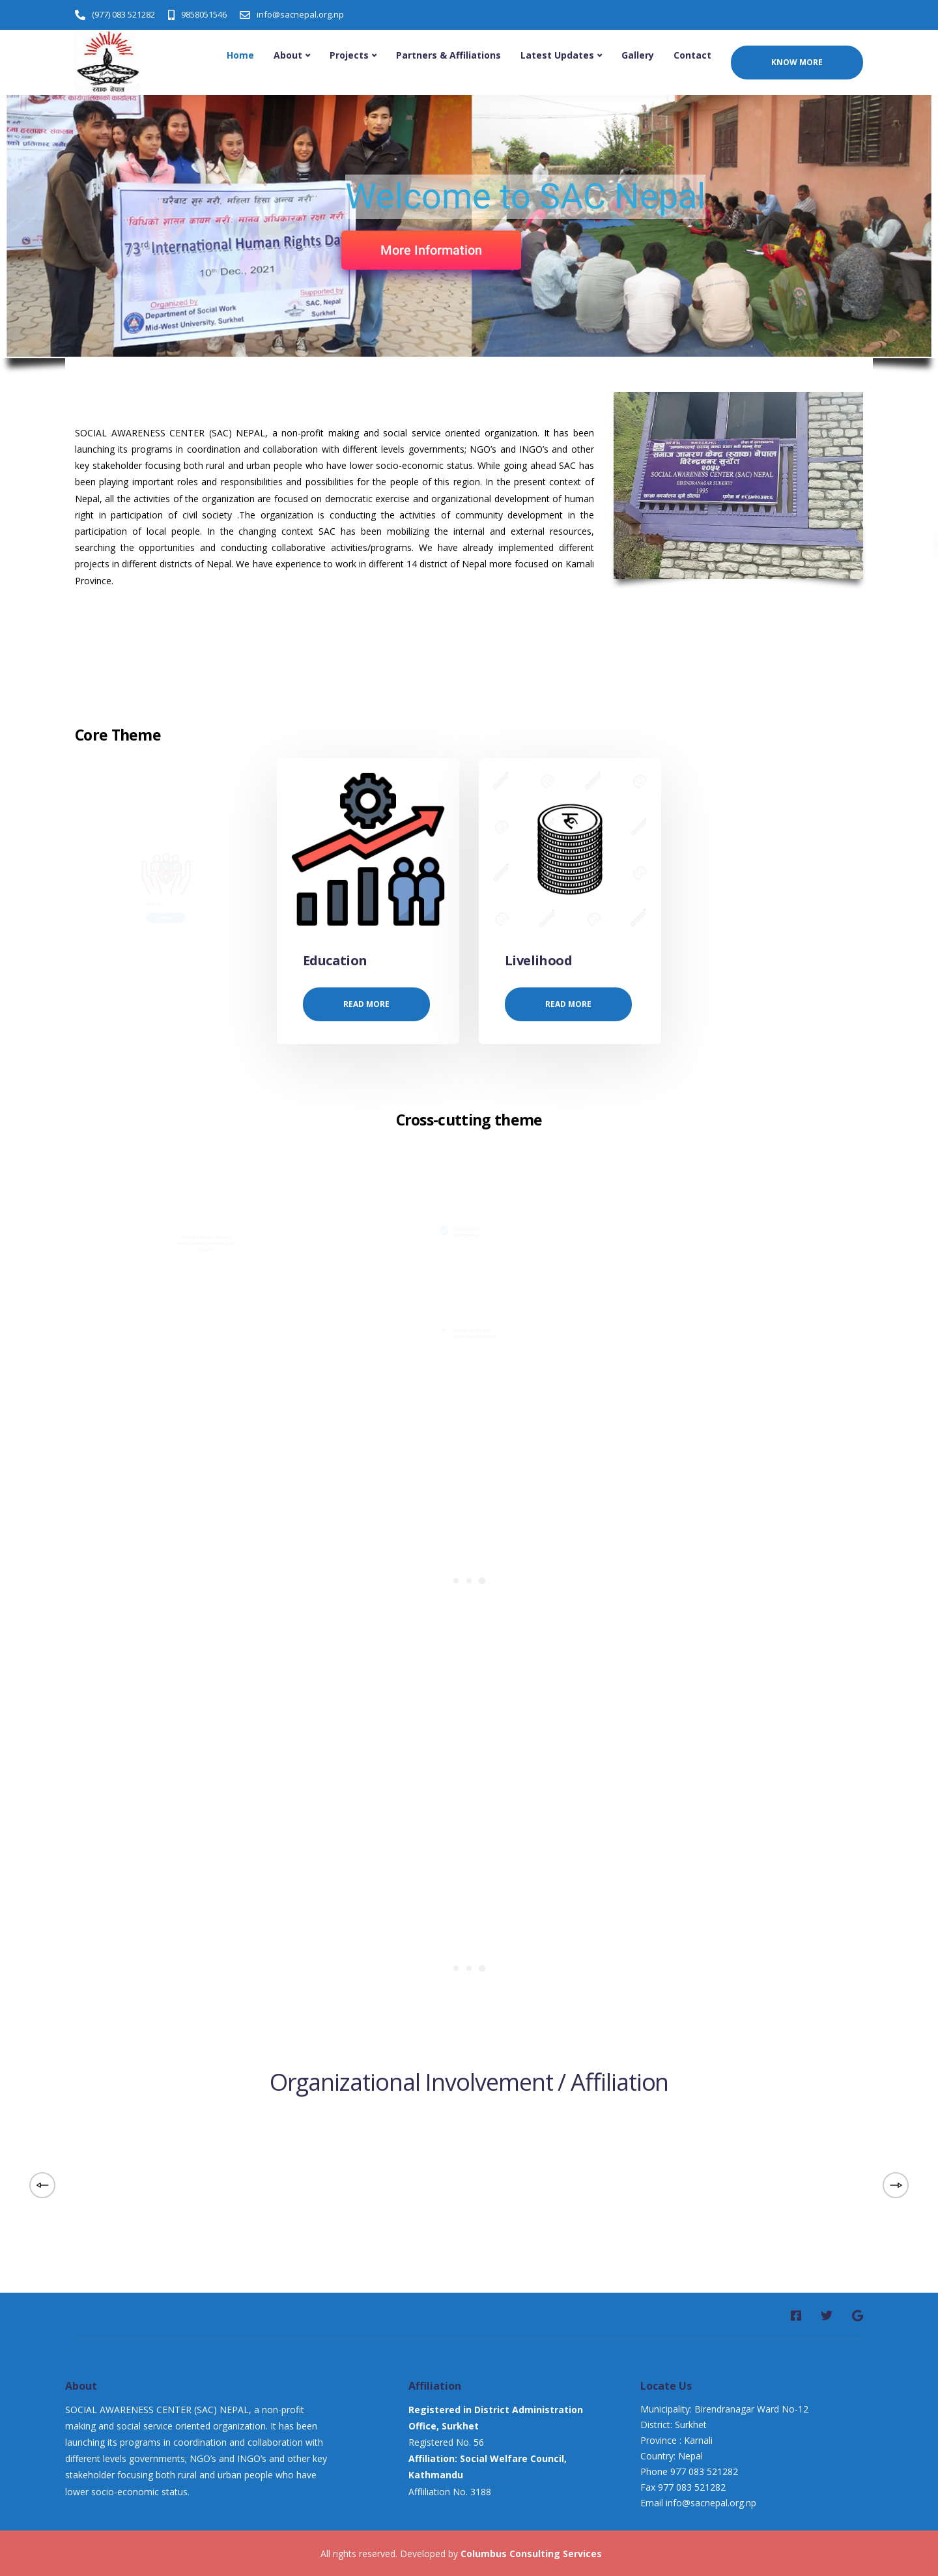 (977) 083 521282 9858051546 info@sacnepal.org.np
स्याक नेपाल
Home About Projects Partners & Affiliations Latest Updates Gallery Contact KNOW MORE
घरैबाट सुरु गरौं, महिला हिंसा अन्त्य गरौं
Welcome to SAC Nepal
73rd International Human Rights Da
10th Dec., 2021
Organized by
Department of Social Work
Mid-West University, Surkhet
Supported by
SAC, Nepal
Surkhet
More Information
समाज जागरण केन्द्र (स्याक) नेपाल
SOCIAL AWARENESS CENTER (SAC) NEPAL
BIRENDRANAGAR SURKHET
1995
SOCIAL AWARENESS CENTER (SAC) NEPAL, a non-profit making and social service oriented organization. It has been
launching its programs in coordination and collaboration with different levels governments; NGO’s and INGO’s and other
key stakeholder focusing both rural and urban people who have lower socio-economic status. While going ahead SAC has
been playing important roles and responsibilities and possibilities for the people of this region. In the present context of
Nepal, all the activities of the organization are focused on democratic exercise and organizational development of human
right in participation of civil society .The organization is conducting the activities of community development in the
participation of local people. In the changing context SAC has been mobilizing the internal and external resources,
searching the opportunities and conducting collaborative activities/programs. We have already implemented different
projects in different districts of Nepal. We have experience to work in different 14 district of Nepal more focused on Karnali
Province.
Core Theme
रू
Education
READ MORE
Livelihood
READ MORE
Cross-cutting theme
Organizational Involvement / Affiliation
About
SOCIAL AWARENESS CENTER (SAC) NEPAL, a non-profit
making and social service oriented organization. It has been
launching its programs in coordination and collaboration with
different levels governments; NGO’s and INGO’s and other key
stakeholder focusing both rural and urban people who have
lower socio-economic status.
Affiliation
Registered in District Administration
Office, Surkhet
Registered No. 56
Affiliation: Social Welfare Council,
Kathmandu
Affliliation No. 3188
Locate Us
Municipality: Birendranagar Ward No-12
District: Surkhet
Province : Karnali
Country: Nepal
Phone 977 083 521282
Fax 977 083 521282
Email info@sacnepal.org.np
All rights reserved. Developed by Columbus Consulting Services